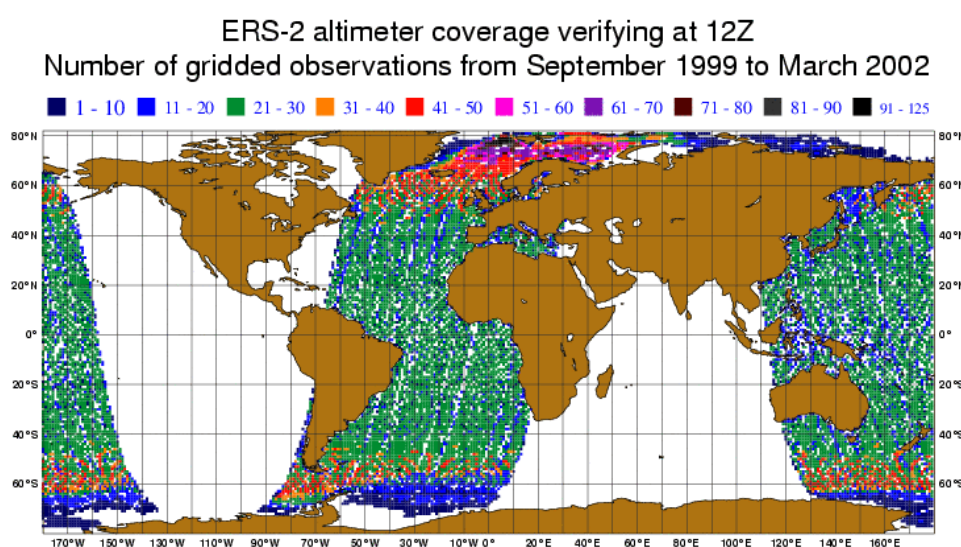 ERS-2 altimeter coverage verifying at 12Z
Number of gridded observations from September 1999 to March 2002
1 - 10 11 - 20 21 - 30 31 - 40 41 - 50 51 - 60 61 - 70 71 - 80 81 - 90 91 - 125
80°N 80°N
60°N 60°N
40°N 40°N
20°N 20°N
0° 0°
20°S 20°S
40°S 40°S
60°S 60°S
170°W 150°W 130°W 110°W 90°W 70°W 50°W 30°W 10°W 0° 20°E 40°E 60°E 80°E 100°E 120°E 140°E 160°E